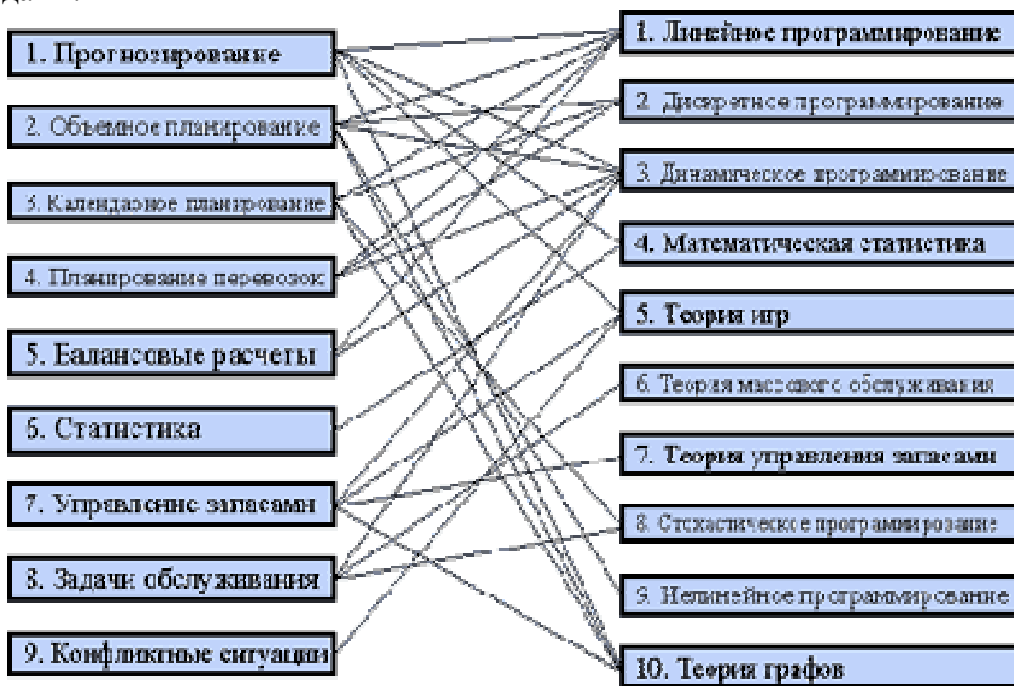 1. Прогнозирование
2. Объемное планирование
3. Календарное планирование
4. Планирование перевозок
5. Балансовые расчеты
6. Статистика
7. Управление запасами
8. Задачи обслуживания
9. Конфликтные ситуации
1. Линейное программирование
2. Дискретное программирование
3. Динамическое программирование
4. Математическая статистика
5. Теория игр
6. Теория массового обслуживания
7. Теория управления запасами
8. Стохастическое программирование
9. Нелинейное программирование
10. Теория графов